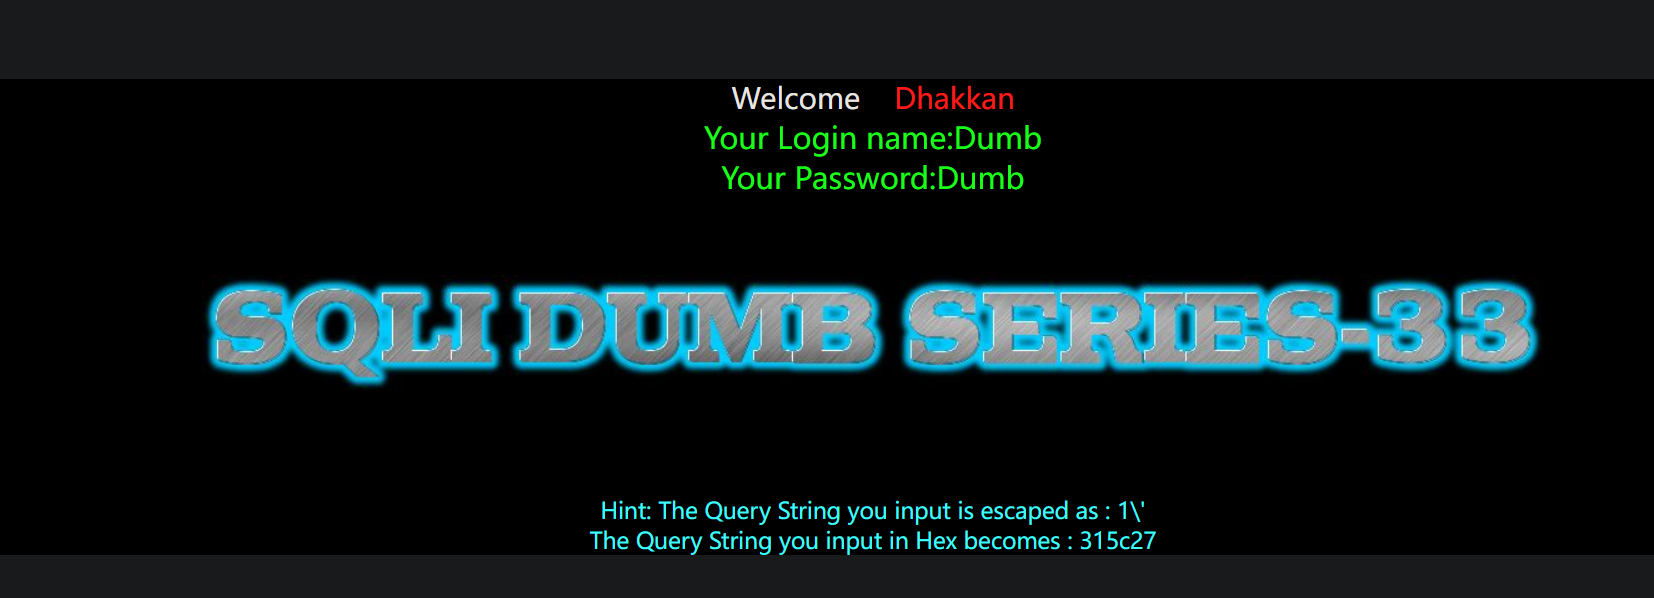 Welcome Dhakkan
Your Login name:Dumb
Your Password:Dumb
SQLI DUMB SERIES-33
Hint: The Query String you input is escaped as : 1\'
The Query String you input in Hex becomes : 315c27